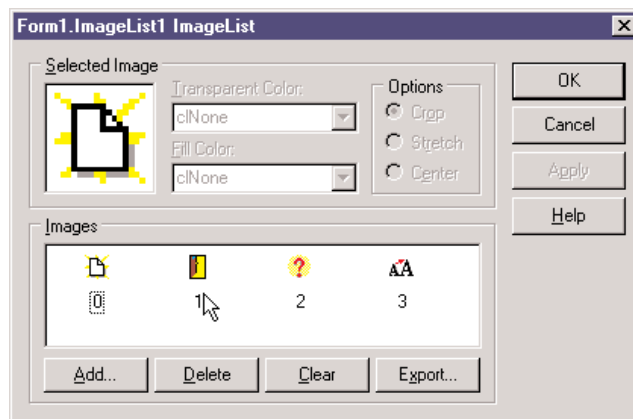 Form1.ImageList1 ImageList
Selected Image
Transparent Color:
clNone
Fill Color:
clNone
Options
Crop
Stretch
Center
OK
Cancel
Apply
Help
Images
0 1 2 3
Add... Delete Clear Export...